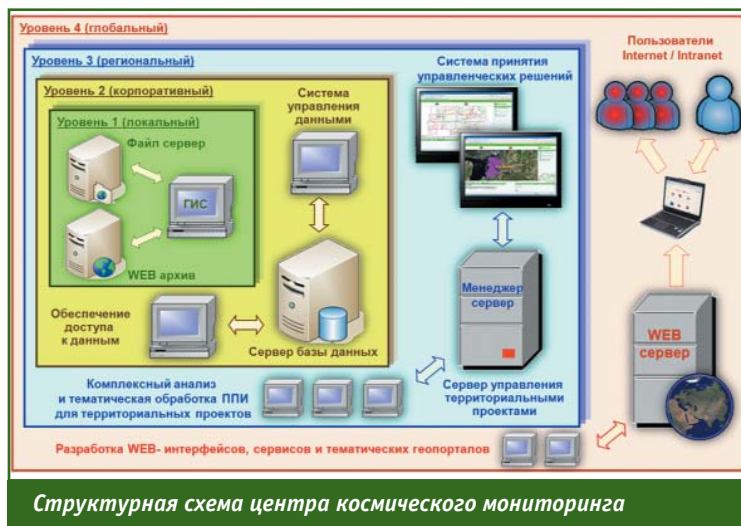 Уровень 4 (глобальный)
Пользователи
Internet / Intranet
Уровень 3 (региональный)
Система принятия
управленческих решений
Уровень 2 (корпоративный)
Система
управления
данными
Уровень 1 (локальный)
Файл сервер
ГИС
WEB архив
Обеспечение
доступа
к данным
Сервер базы данных
Менеджер
сервер
WEB
сервер
Комплексный анализ
и тематическая обработка ППИ
для территориальных проектов
Сервер управления
территориальными
проектами
Разработка WEB- интерфейсов, сервисов и тематических геопорталов
Структурная схема центра космического мониторинга